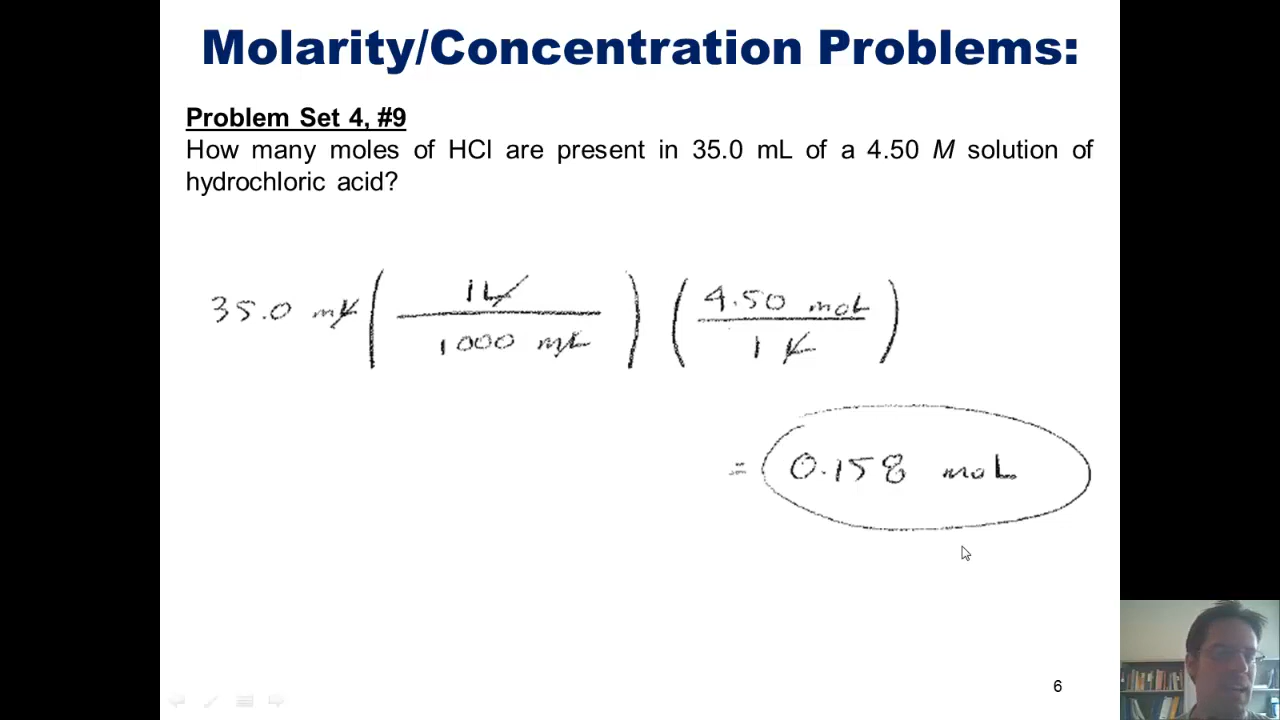 Molarity/Concentration Problems:
Problem Set 4, #9
How many moles of HCl are present in 35.0 mL of a 4.50 M solution of
hydrochloric acid?
35.0 mL ( 1 L / 1000 mL ) ( 4.50 mol / 1 L )
= 0.158 mol
6